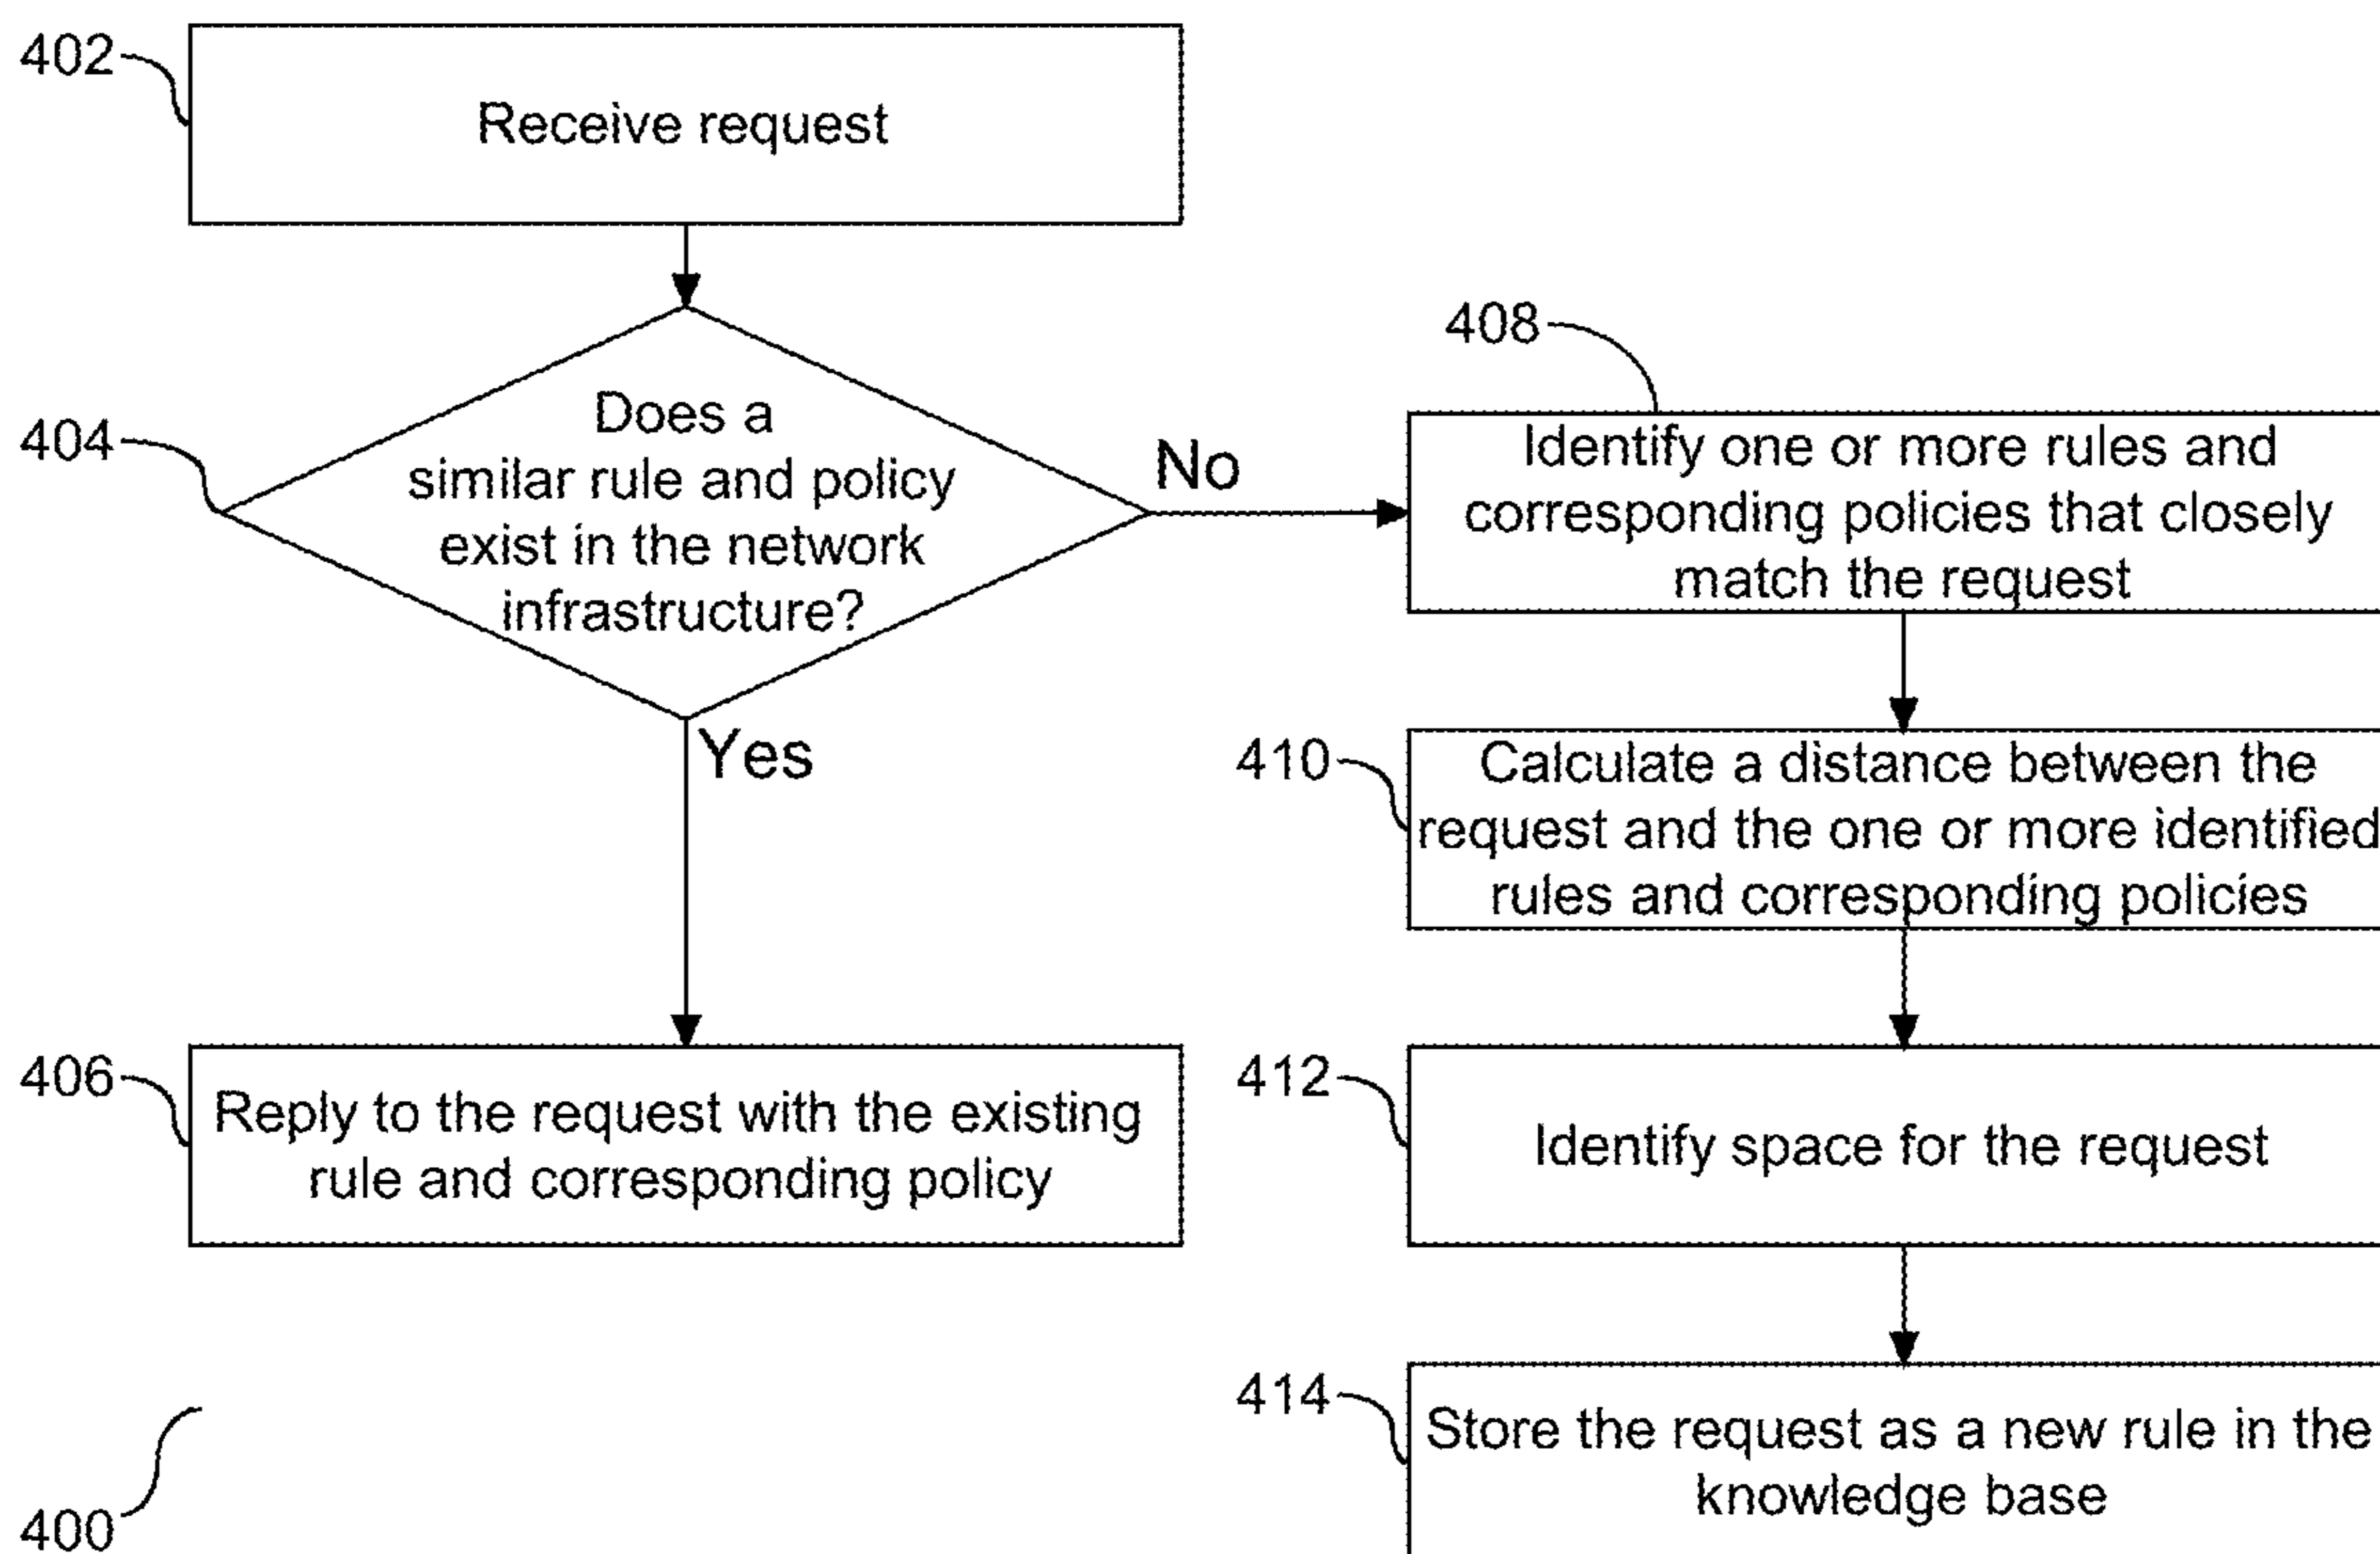 402
Receive request
404
Does a
similar rule and policy
exist in the network
infrastructure?
No
Yes
406
Reply to the request with the existing
rule and corresponding policy
408
Identify one or more rules and
corresponding policies that closely
match the request
410
Calculate a distance between the
request and the one or more identified
rules and corresponding policies
412
Identify space for the request
414
Store the request as a new rule in the
knowledge base
400